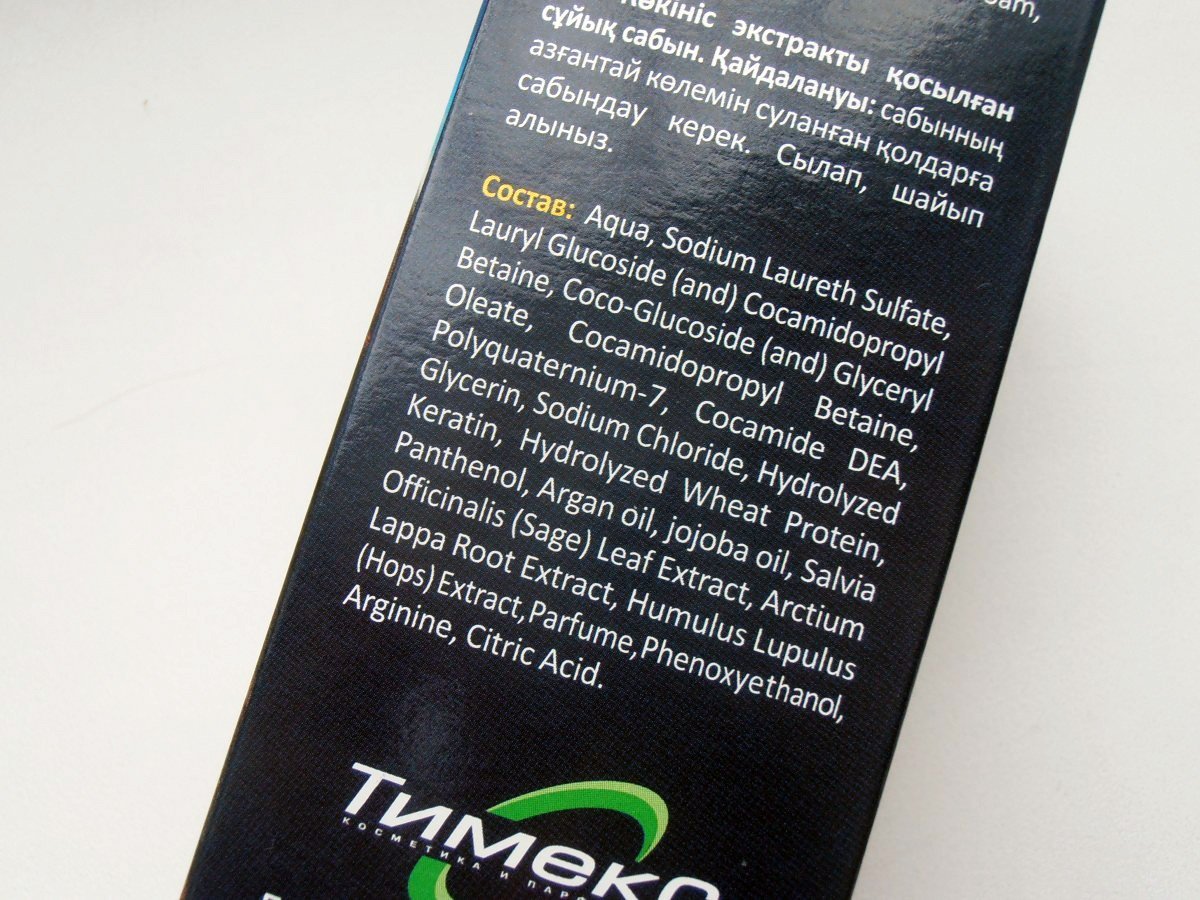 экстракты қосылған
сұйық сабын. Қайдалануы: сабынның
азғантай көлемін суланған қолдарға
сабындау керек. Сылап, шайып
алыныз.
Состав: Aqua, Sodium Laureth Sulfate,
Lauryl Glucoside (and) Cocamidopropyl
Betaine, Coco-Glucoside (and) Glyceryl
Oleate, Cocamidopropyl Betaine,
Polyquaternium-7, Cocamide DEA,
Glycerin, Sodium Chloride, Hydrolyzed
Keratin, Hydrolyzed Wheat Protein,
Panthenol, Argan oil, jojoba oil, Salvia
Officinalis (Sage) Leaf Extract, Arctium
Lappa Root Extract, Humulus Lupulus
(Hops) Extract, Parfume, Phenoxyethanol,
Arginine, Citric Acid.
Тимекс
КОСМЕТИКА И